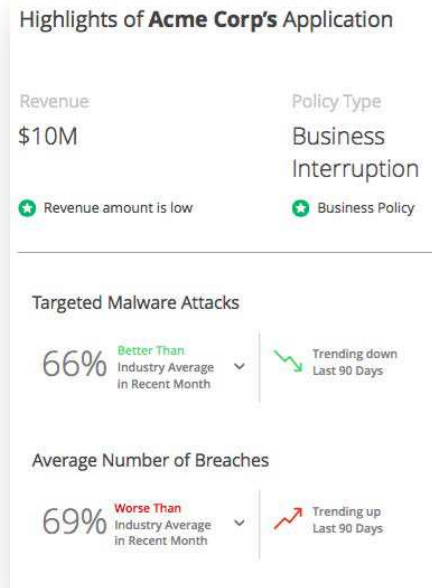 Highlights of Acme Corp's Application
Revenue
Policy Type
$10M
Business
Interruption
Revenue amount is low
Business Policy
Targeted Malware Attacks
66%
Better Than
Industry Average
in Recent Month
Trending down
Last 90 Days
Average Number of Breaches
69%
Worse Than
Industry Average
in Recent Month
Trending up
Last 90 Days